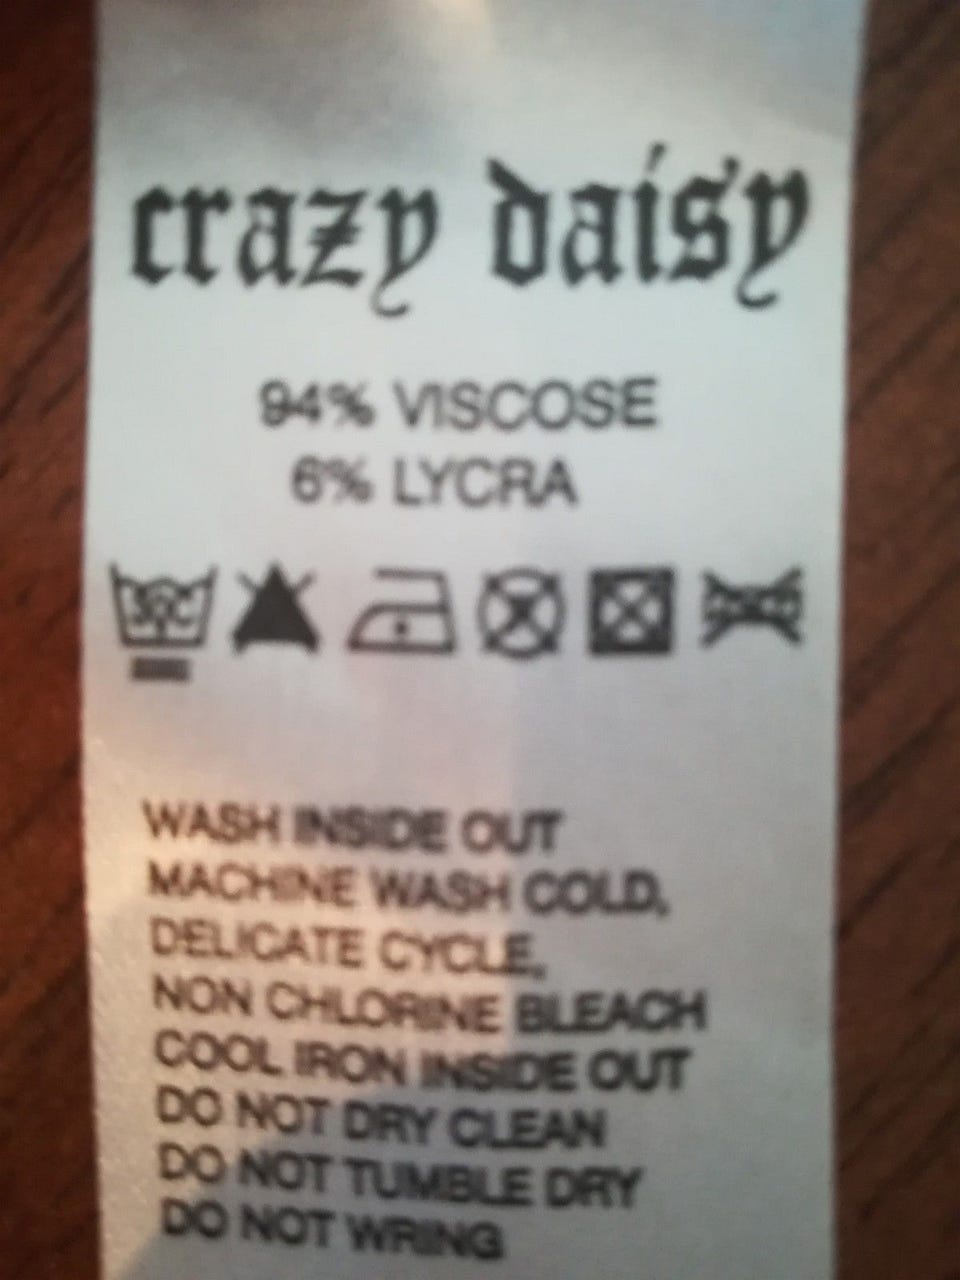 crazy daisy
94% VISCOSE
6% LYCRA
30C
WASH INSIDE OUT
MACHINE WASH COLD,
DELICATE CYCLE,
NON CHLORINE BLEACH
COOL IRON INSIDE OUT
DO NOT DRY CLEAN
DO NOT TUMBLE DRY
DO NOT WRING